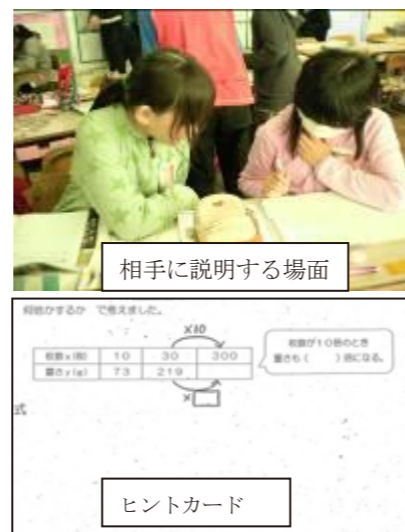 相手に説明する場面
何倍かするか で考えました。
×10
枚数x(枚) 10 30 300
重さy(g) 73 219
×□
枚数が10倍のとき
重さも( )倍になる。
式
ヒントカード